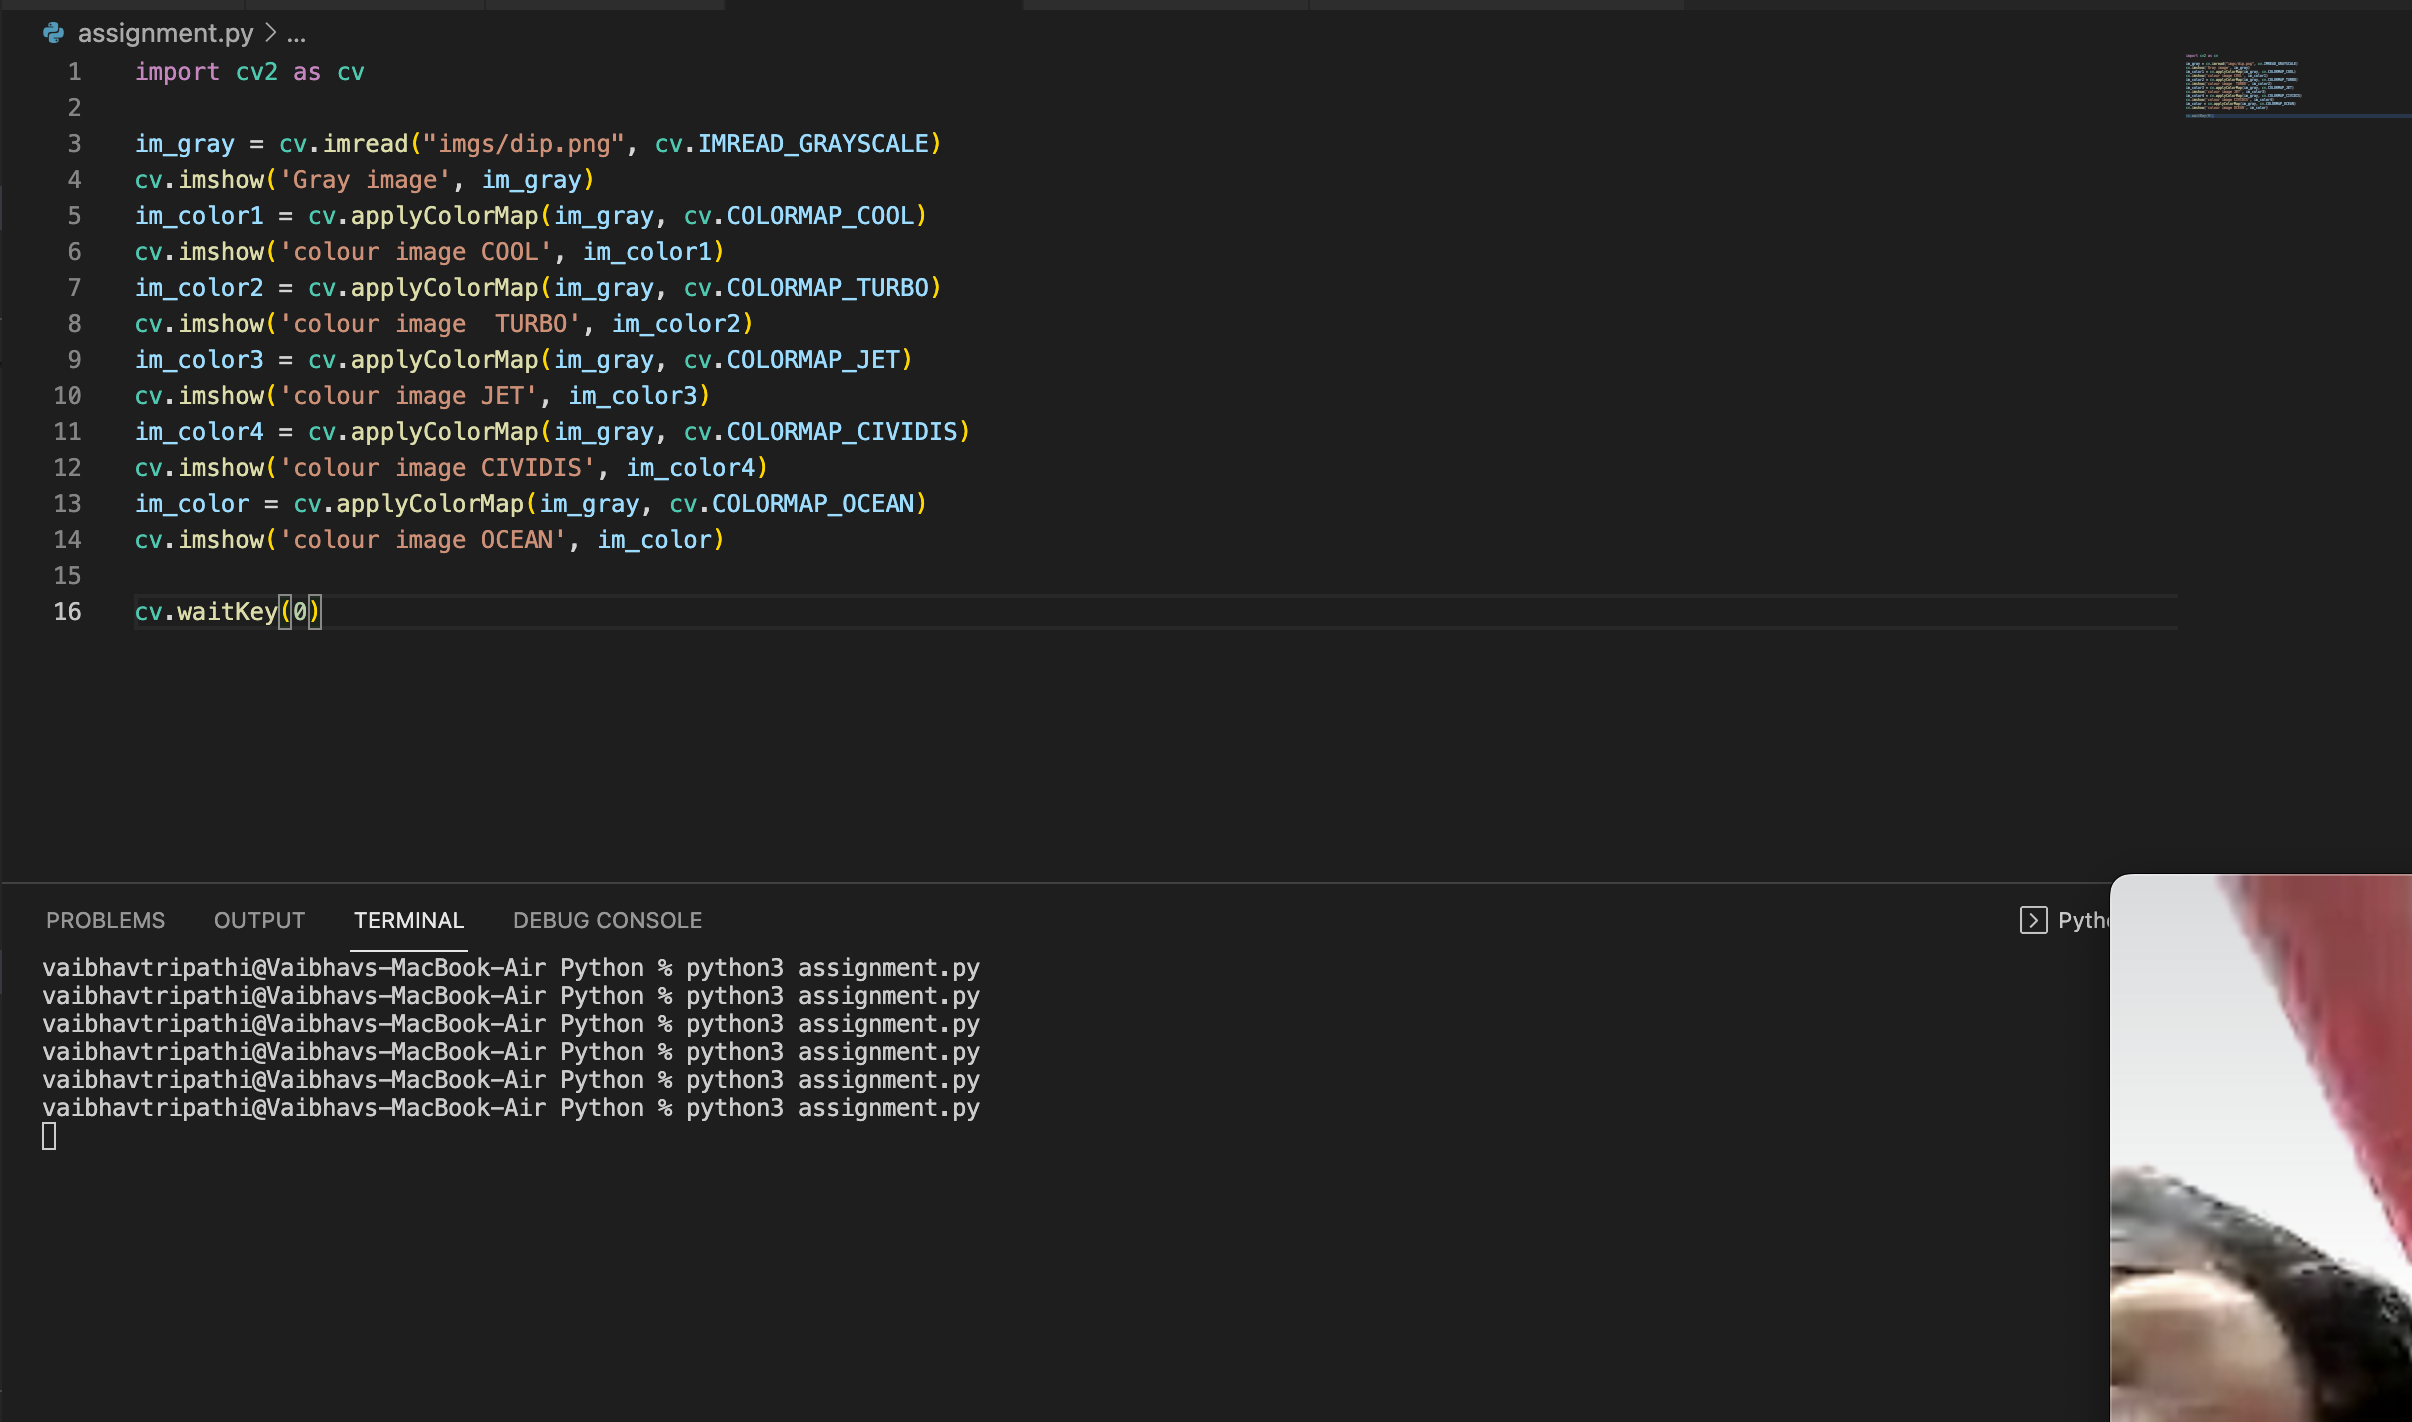 assignment.py > ...
1 import cv2 as cv
2
3 im_gray = cv.imread("imgs/dip.png", cv.IMREAD_GRAYSCALE)
4 cv.imshow('Gray image', im_gray)
5 im_color1 = cv.applyColorMap(im_gray, cv.COLORMAP_COOL)
6 cv.imshow('colour image COOL', im_color1)
7 im_color2 = cv.applyColorMap(im_gray, cv.COLORMAP_TURBO)
8 cv.imshow('colour image  TURBO', im_color2)
9 im_color3 = cv.applyColorMap(im_gray, cv.COLORMAP_JET)
10 cv.imshow('colour image JET', im_color3)
11 im_color4 = cv.applyColorMap(im_gray, cv.COLORMAP_CIVIDIS)
12 cv.imshow('colour image CIVIDIS', im_color4)
13 im_color = cv.applyColorMap(im_gray, cv.COLORMAP_OCEAN)
14 cv.imshow('colour image OCEAN', im_color)
15
16 cv.waitKey(0)
PROBLEMS OUTPUT TERMINAL DEBUG CONSOLE
vaibhavtripathi@Vaibhavs-MacBook-Air Python % python3 assignment.py
vaibhavtripathi@Vaibhavs-MacBook-Air Python % python3 assignment.py
vaibhavtripathi@Vaibhavs-MacBook-Air Python % python3 assignment.py
vaibhavtripathi@Vaibhavs-MacBook-Air Python % python3 assignment.py
vaibhavtripathi@Vaibhavs-MacBook-Air Python % python3 assignment.py
vaibhavtripathi@Vaibhavs-MacBook-Air Python % python3 assignment.py